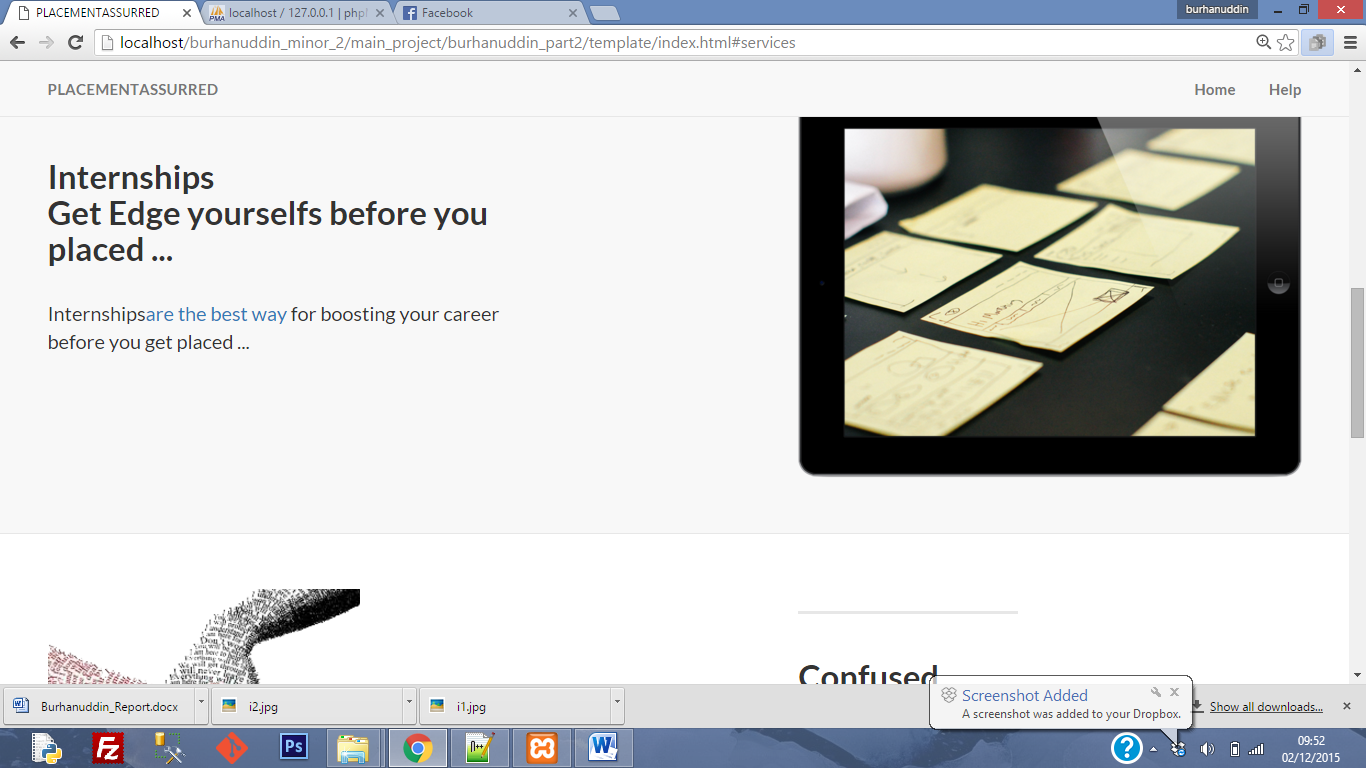 PLACEMENTASSURRED
localhost / 127.0.0.1 | php
Facebook
burhanuddin
localhost/burhanuddin_minor_2/main_project/burhanuddin_part2/template/index.html#services
PLACEMENTASSURRED
Home
Help
Internships
Get Edge yourselfs before you
placed ...
Internshipsare the best way for boosting your career
before you get placed ...
Confused
Screenshot Added
A screenshot was added to your Dropbox.
Burhanuddin_Report.docx
i2.jpg
i1.jpg
Show all downloads...
09:52
02/12/2015